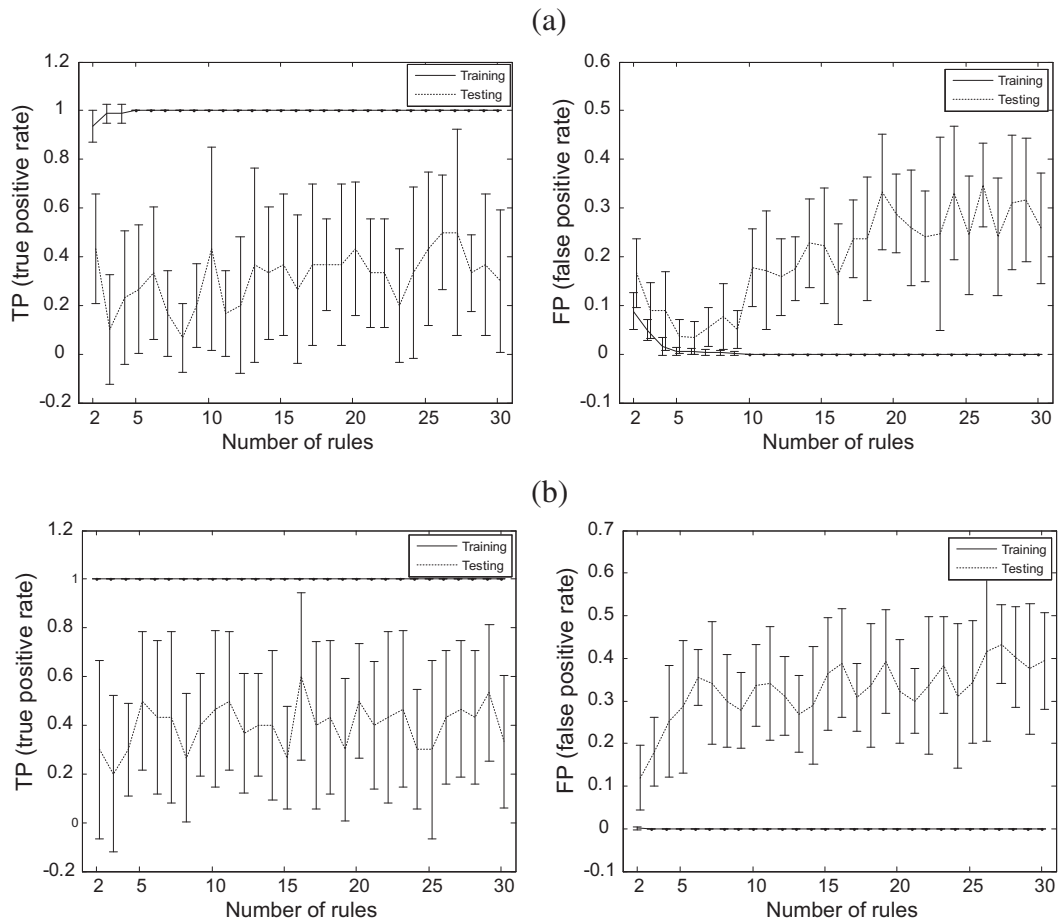 (a)
1.2
1
0.8
0.6
0.4
0.2
0
-0.2
TP (true positive rate)
Training
Testing
2 5 10 15 20 25 30
Number of rules
0.6
0.5
0.4
0.3
0.2
0.1
0
-0.1
FP (false positive rate)
Training
Testing
2 5 10 15 20 25 30
Number of rules
(b)
1.2
1
0.8
0.6
0.4
0.2
0
-0.2
TP (true positive rate)
Training
Testing
2 5 10 15 20 25 30
Number of rules
0.7
0.6
0.5
0.4
0.3
0.2
0.1
0
-0.1
FP (false positive rate)
Training
Testing
2 5 10 15 20 25 30
Number of rules